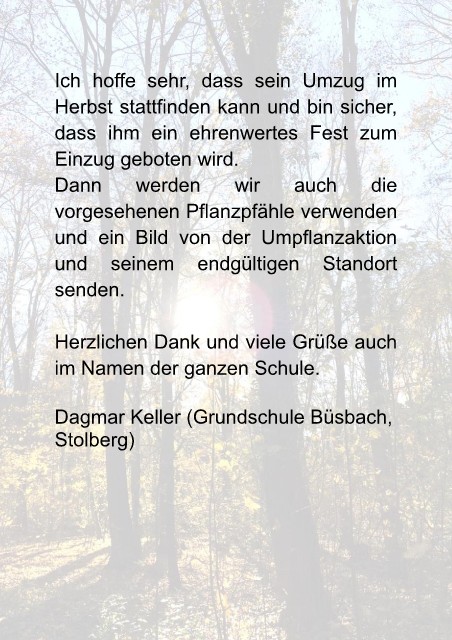 Ich hoffe sehr, dass sein Umzug im
Herbst stattfinden kann und bin sicher,
dass ihm ein ehrenwertes Fest zum
Einzug geboten wird.
Dann werden wir auch die
vorgesehenen Pflanzpfähle verwenden
und ein Bild von der Umpflanzaktion
und seinem endgültigen Standort
senden.
Herzlichen Dank und viele Grüße auch
im Namen der ganzen Schule.
Dagmar Keller (Grundschule Büsbach,
Stolberg)